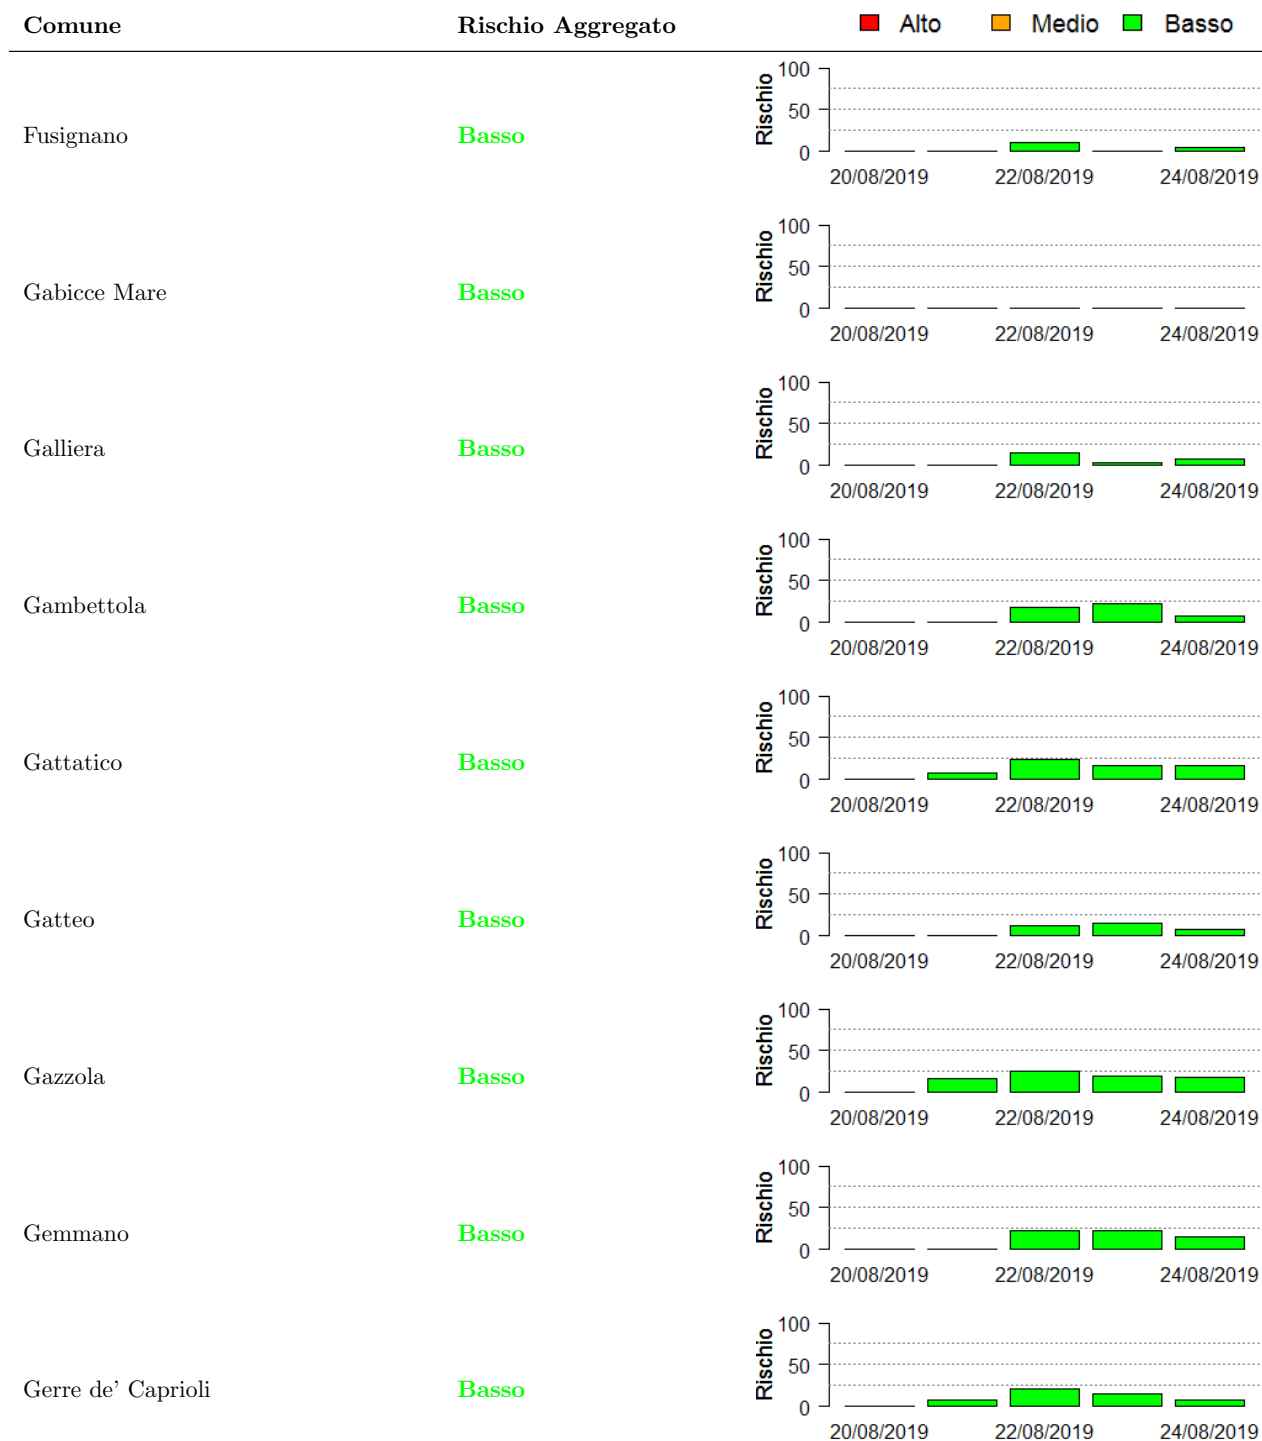 Comune Rischio Aggregato Alto Medio Basso
100
50
0
Rischio
Fusignano Basso
20/08/2019 22/08/2019 24/08/2019
100
50
0
Rischio
Gabicce Mare Basso
20/08/2019 22/08/2019 24/08/2019
100
50
0
Rischio
Galliera Basso
20/08/2019 22/08/2019 24/08/2019
100
50
0
Rischio
Gambettola Basso
20/08/2019 22/08/2019 24/08/2019
100
50
0
Rischio
Gattatico Basso
20/08/2019 22/08/2019 24/08/2019
100
50
0
Rischio
Gatteo Basso
20/08/2019 22/08/2019 24/08/2019
100
50
0
Rischio
Gazzola Basso
20/08/2019 22/08/2019 24/08/2019
100
50
0
Rischio
Gemmano Basso
20/08/2019 22/08/2019 24/08/2019
100
50
0
Rischio
Gerre de' Caprioli Basso
20/08/2019 22/08/2019 24/08/2019